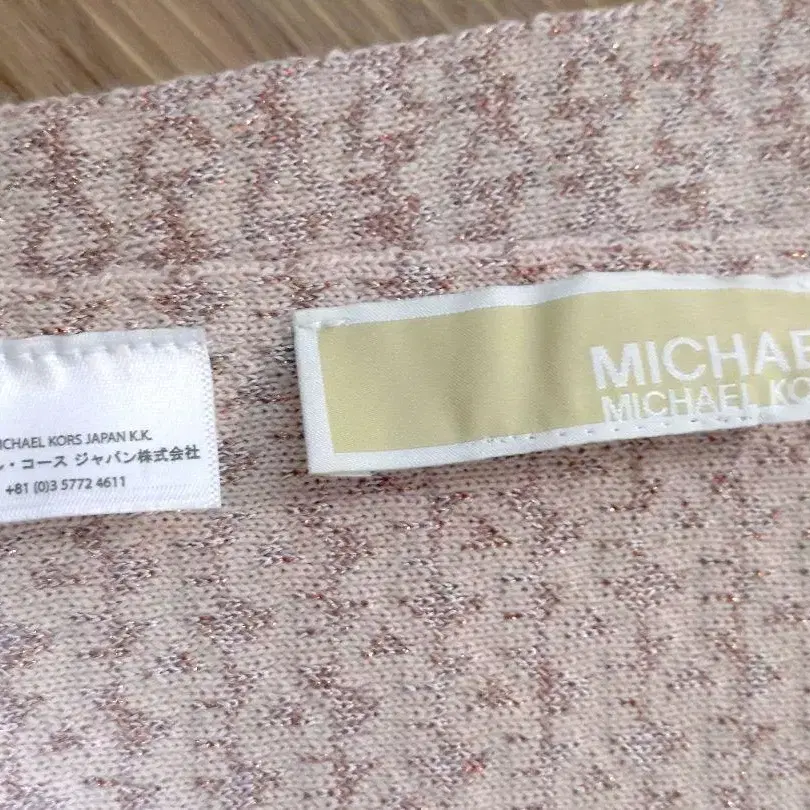 ICHAEL KORS JAPAN K.K.
ル・コース ジャパン株式会社
+81 (0)3 5772 4611
MICHAE
MICHAEL KO